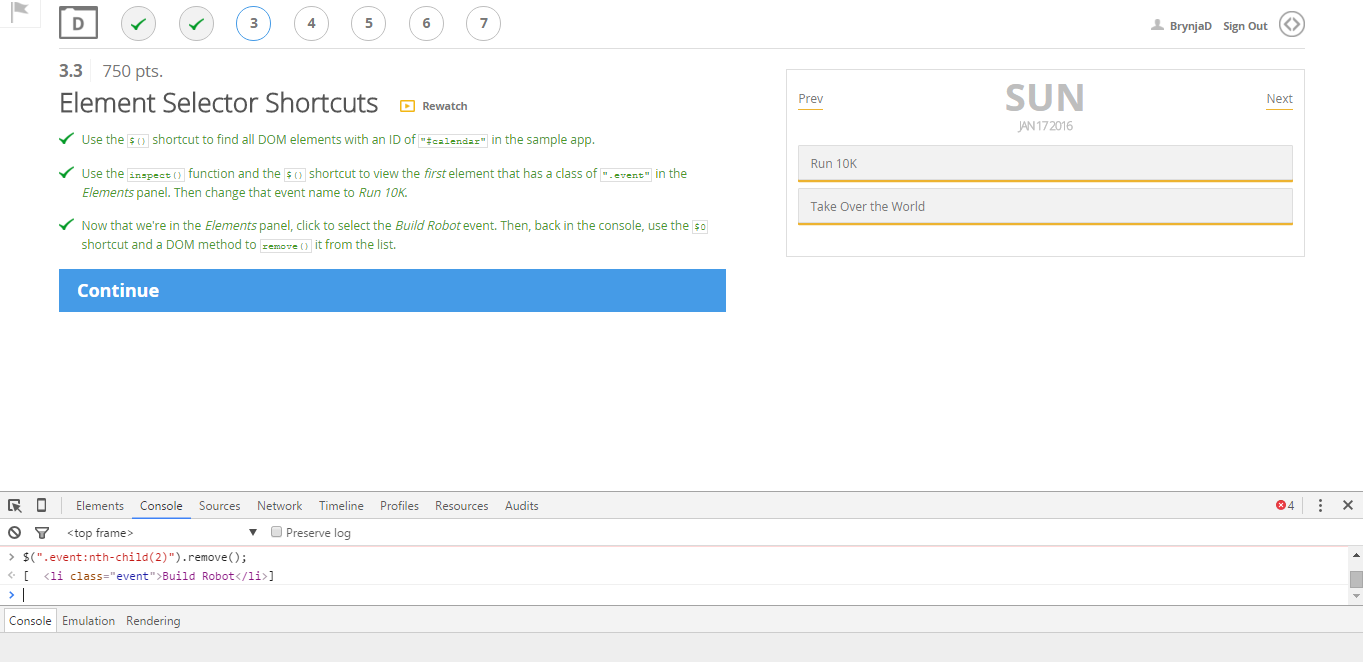 D 3 4 5 6 7 BrynjaD Sign Out
3.3 750 pts.
Element Selector Shortcuts Rewatch
Use the $() shortcut to find all DOM elements with an ID of "#calendar" in the sample app.
Use the inspect() function and the $() shortcut to view the first element that has a class of ".event" in the
Elements panel. Then change that event name to Run 10K.
Now that we're in the Elements panel, click to select the Build Robot event. Then, back in the console, use the $0
shortcut and a DOM method to remove() it from the list.
Continue
Prev SUN Next
JAN 17 2016
Run 10K
Take Over the World
Elements Console Sources Network Timeline Profiles Resources Audits 4
<top frame> Preserve log
> $(".event:nth-child(2)").remove();
< [ <li class="event">Build Robot</li>]
>
Console Emulation Rendering